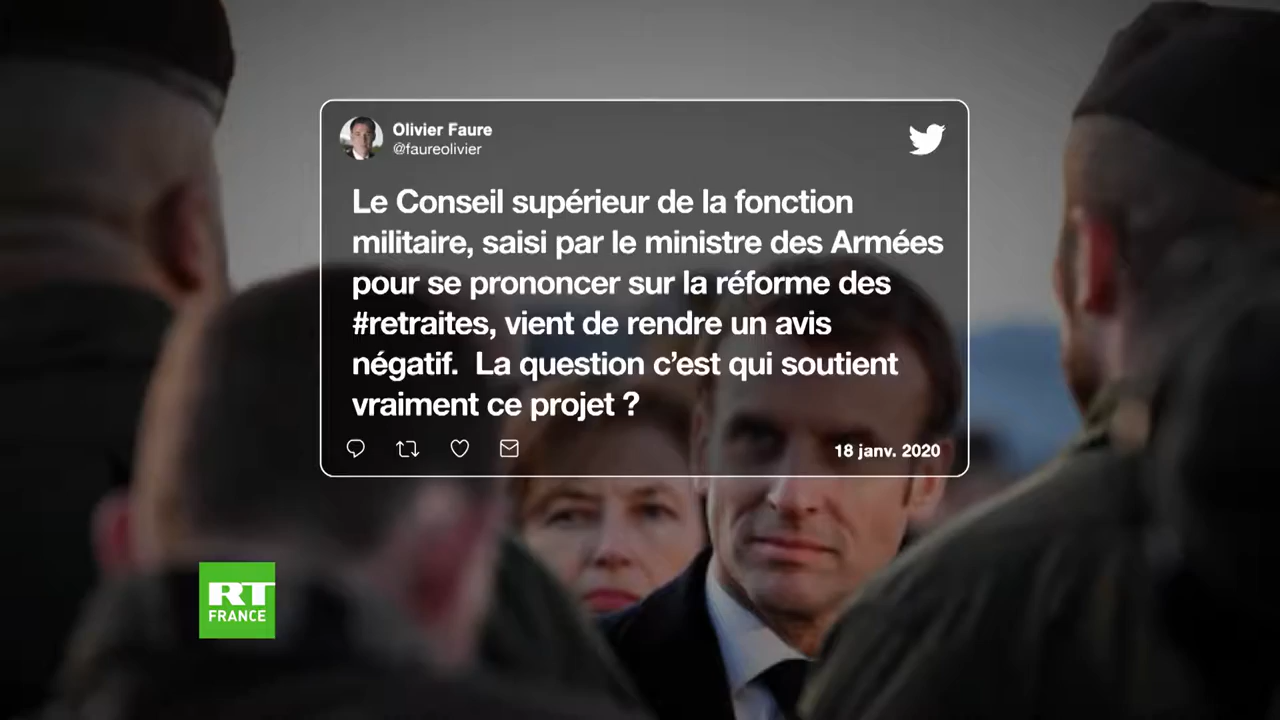 Olivier Faure
@faureolivier
Le Conseil supérieur de la fonction
militaire, saisi par le ministre des Armées
pour se prononcer sur la réforme des
#retraites, vient de rendre un avis
négatif.  La question c’est qui soutient
vraiment ce projet ?
18 janv. 2020
RT
FRANCE